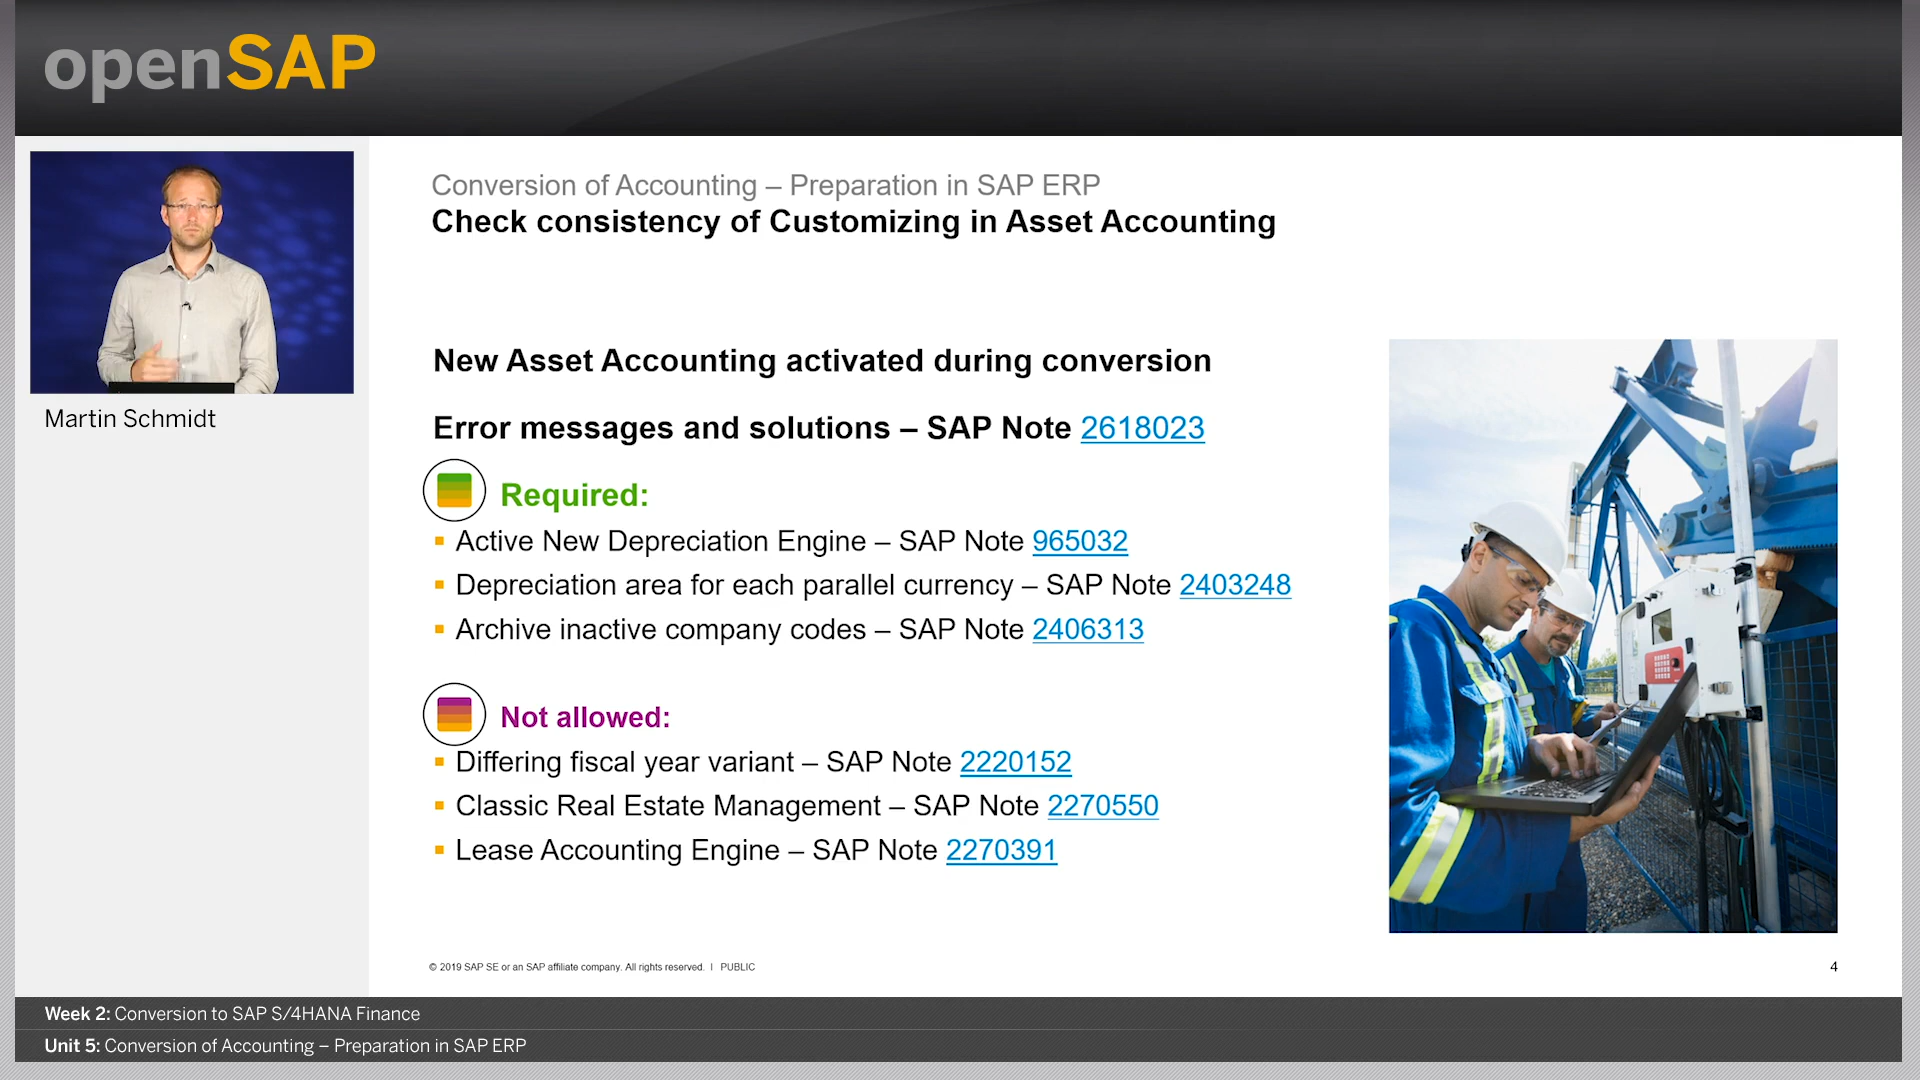 openSAP
Martin Schmidt
Conversion of Accounting – Preparation in SAP ERP
Check consistency of Customizing in Asset Accounting
New Asset Accounting activated during conversion
Error messages and solutions – SAP Note 2618023
Required:
▪ Active New Depreciation Engine – SAP Note 965032
▪ Depreciation area for each parallel currency – SAP Note 2403248
▪ Archive inactive company codes – SAP Note 2406313
Not allowed:
▪ Differing fiscal year variant – SAP Note 2220152
▪ Classic Real Estate Management – SAP Note 2270550
▪ Lease Accounting Engine – SAP Note 2270391
© 2019 SAP SE or an SAP affiliate company. All rights reserved. I PUBLIC
4
Week 2: Conversion to SAP S/4HANA Finance
Unit 5: Conversion of Accounting – Preparation in SAP ERP